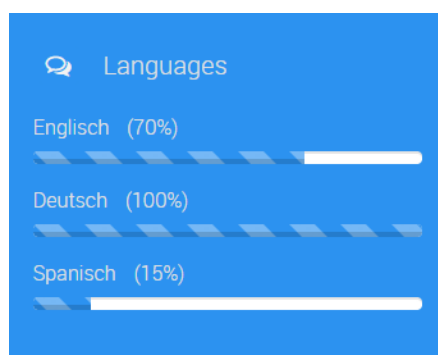 Languages
Englisch (70%)
Deutsch (100%)
Spanisch (15%)